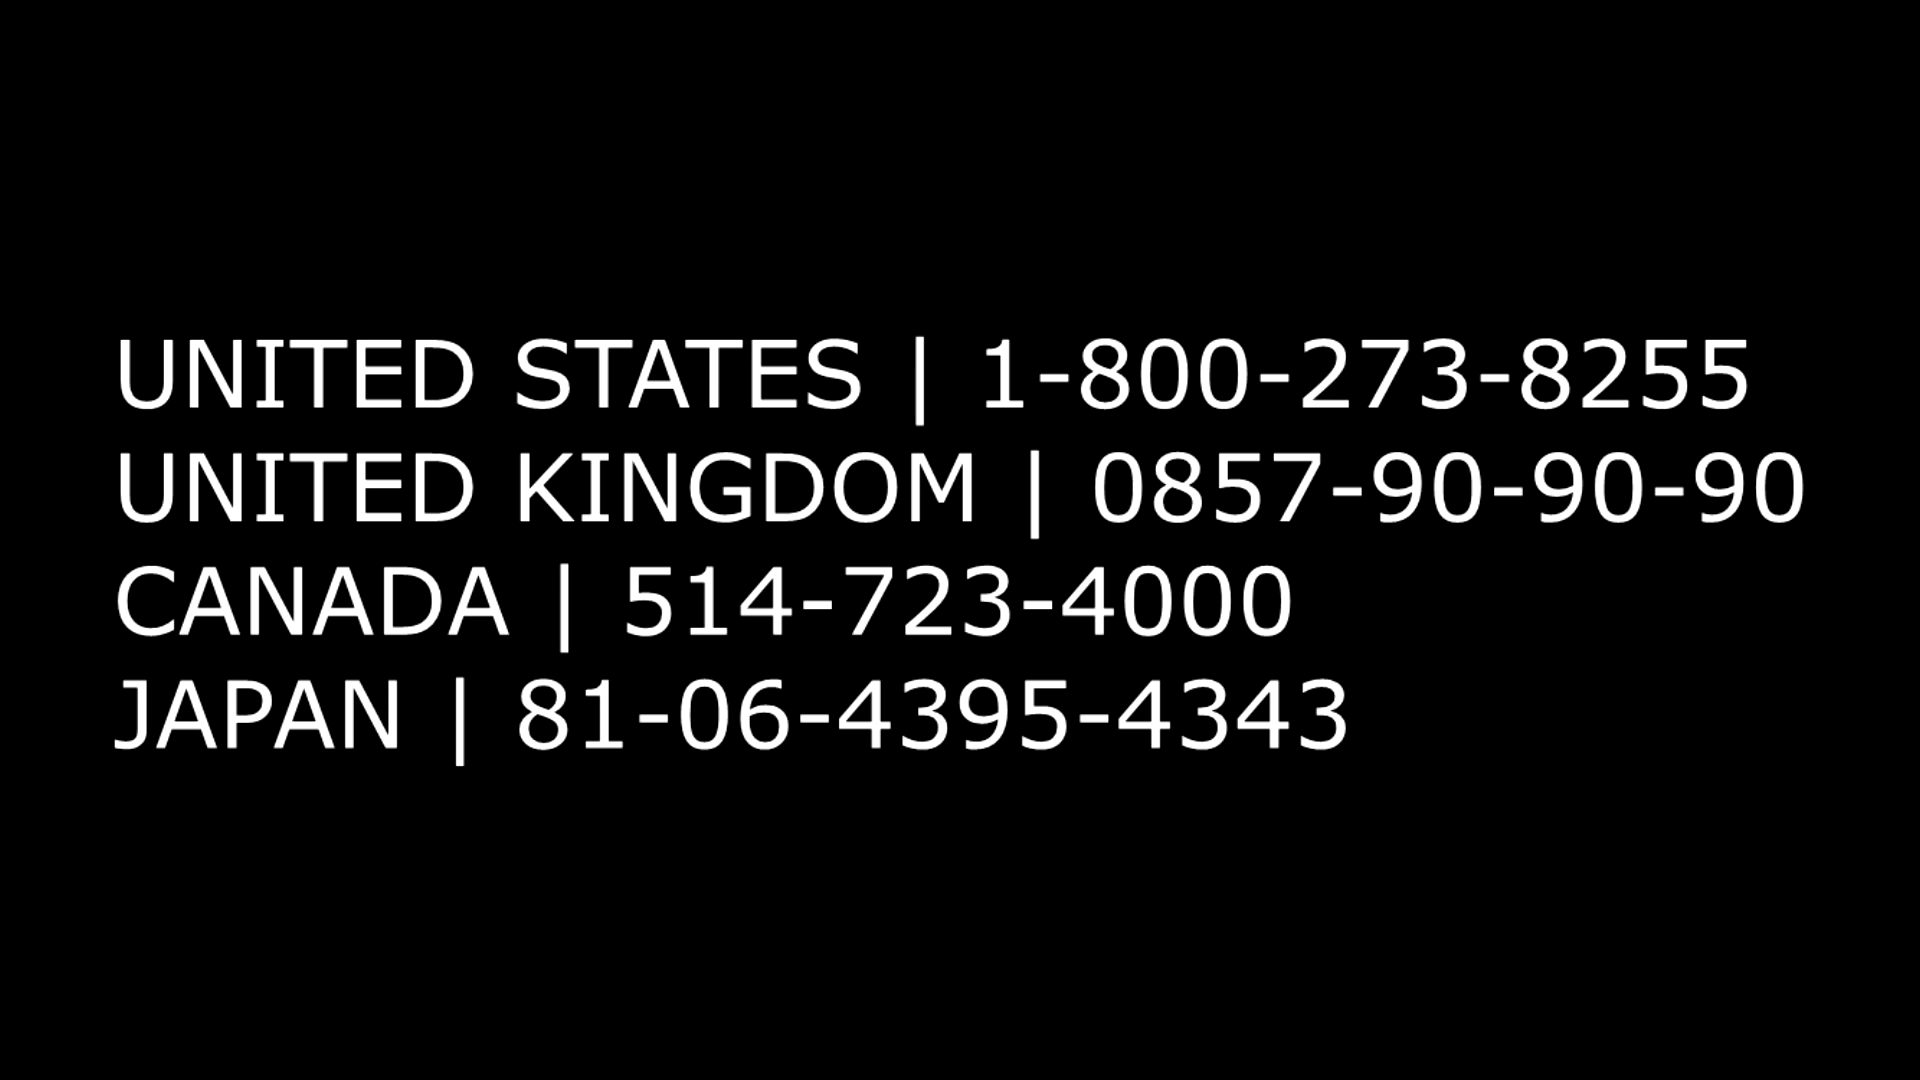 UNITED STATES | 1-800-273-8255
UNITED KINGDOM | 0857-90-90-90
CANADA | 514-723-4000
JAPAN | 81-06-4395-4343